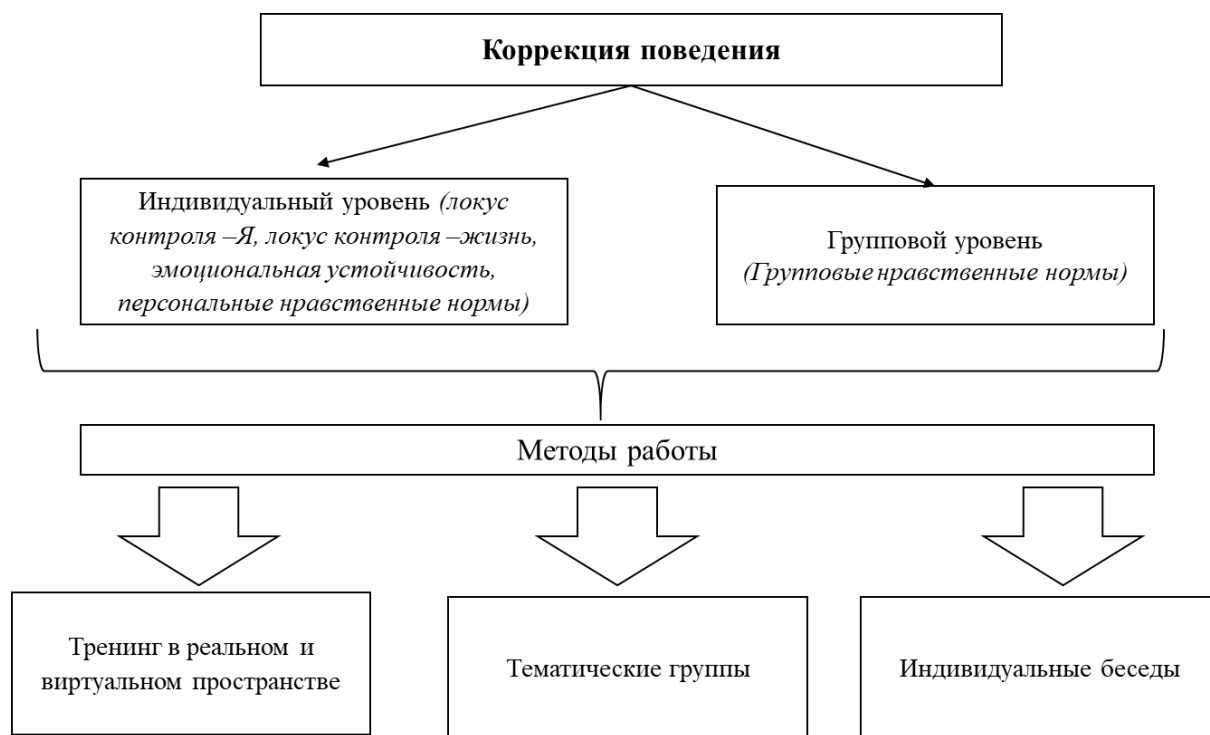 Коррекция поведения
Индивидуальный уровень (локус
контроля –Я, локус контроля –жизнь,
эмоциональная устойчивость,
персональные нравственные нормы)
Групповой уровень
(Групповые нравственные нормы)
Методы работы
Тренинг в реальном и
виртуальном пространстве
Тематические группы
Индивидуальные беседы